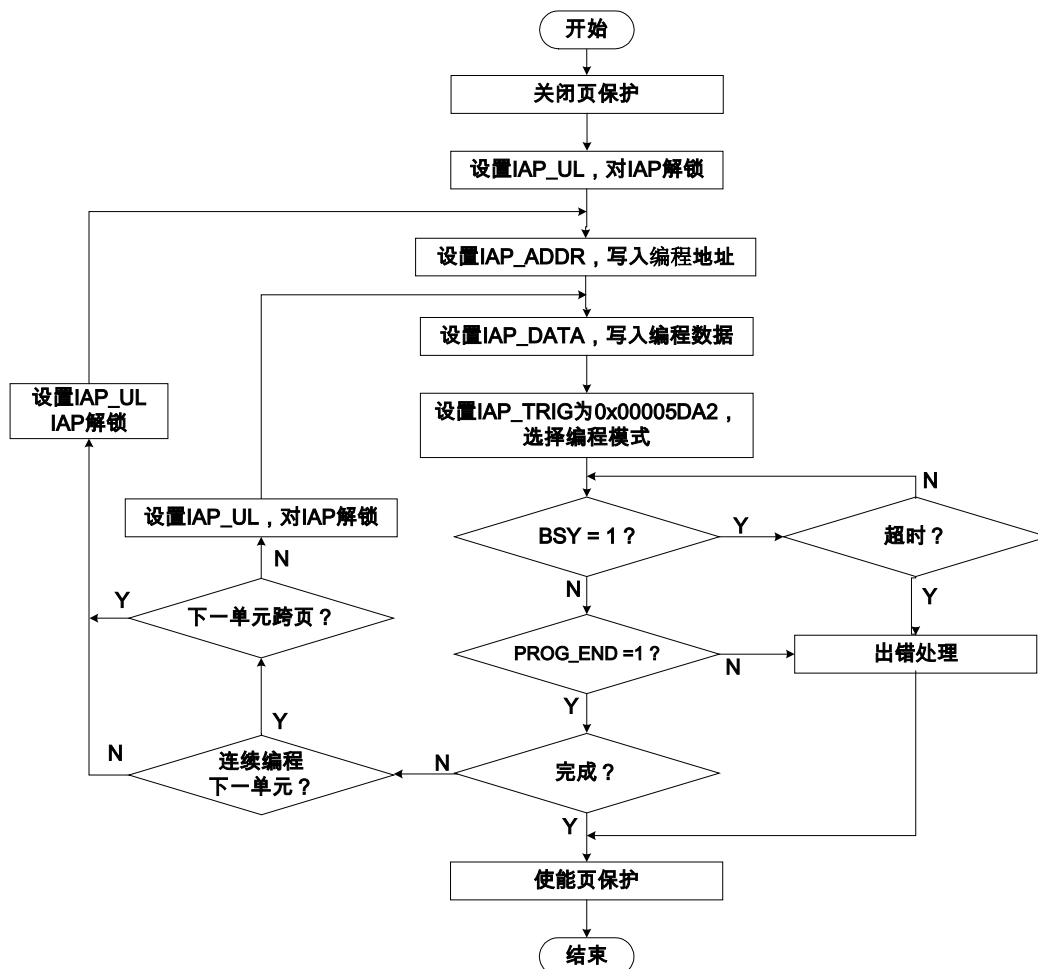 开始
关闭页保护
设置IAP_UL，对IAP解锁
设置IAP_ADDR，写入编程地址
设置IAP_DATA，写入编程数据
设置IAP_UL
IAP解锁
设置IAP_TRIG为0x00005DA2，
选择编程模式
N
设置IAP_UL，对IAP解锁
BSY = 1？
Y
超时？
N
N
Y
Y
下一单元跨页？
PROG_END =1？
N
出错处理
Y
Y
N
连续编程
下一单元？
N
完成？
Y
使能页保护
结束